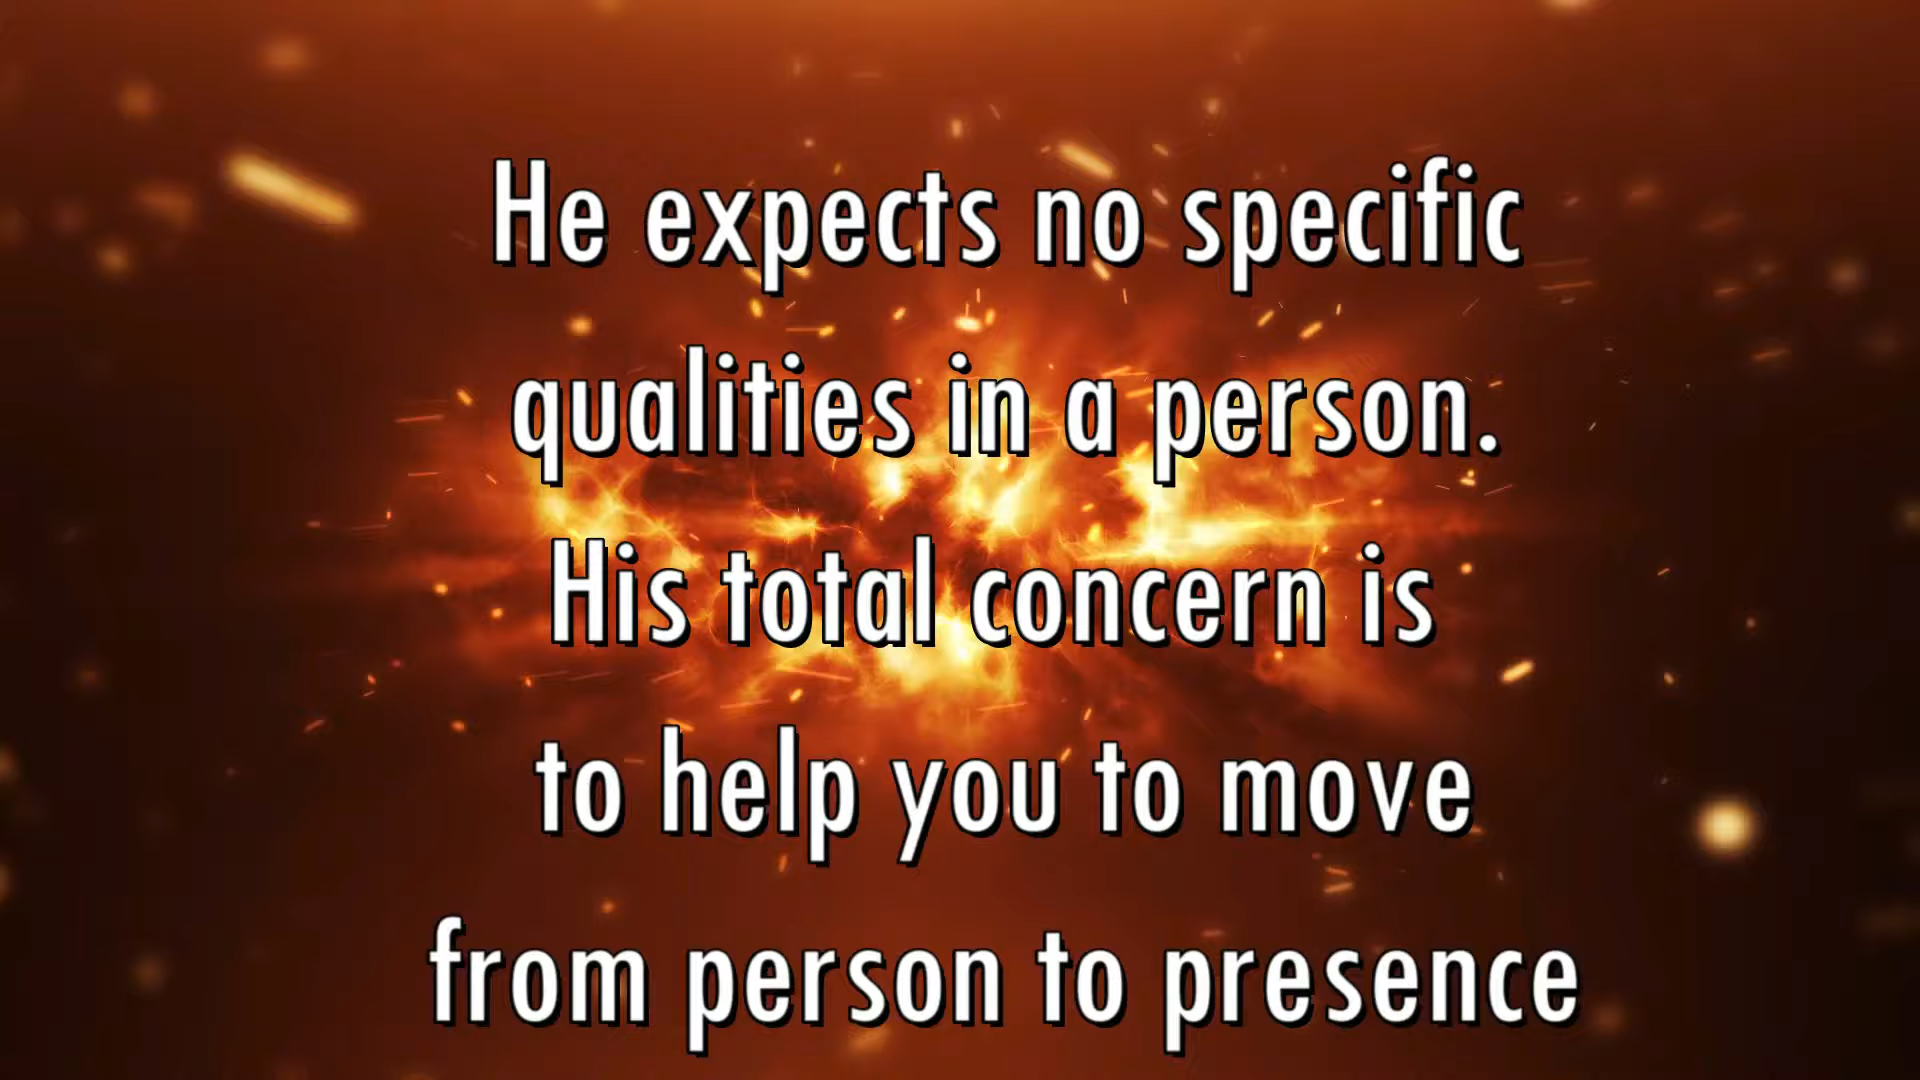 He expects no specific
qualities in a person.
His total concern is
to help you to move
from person to presence